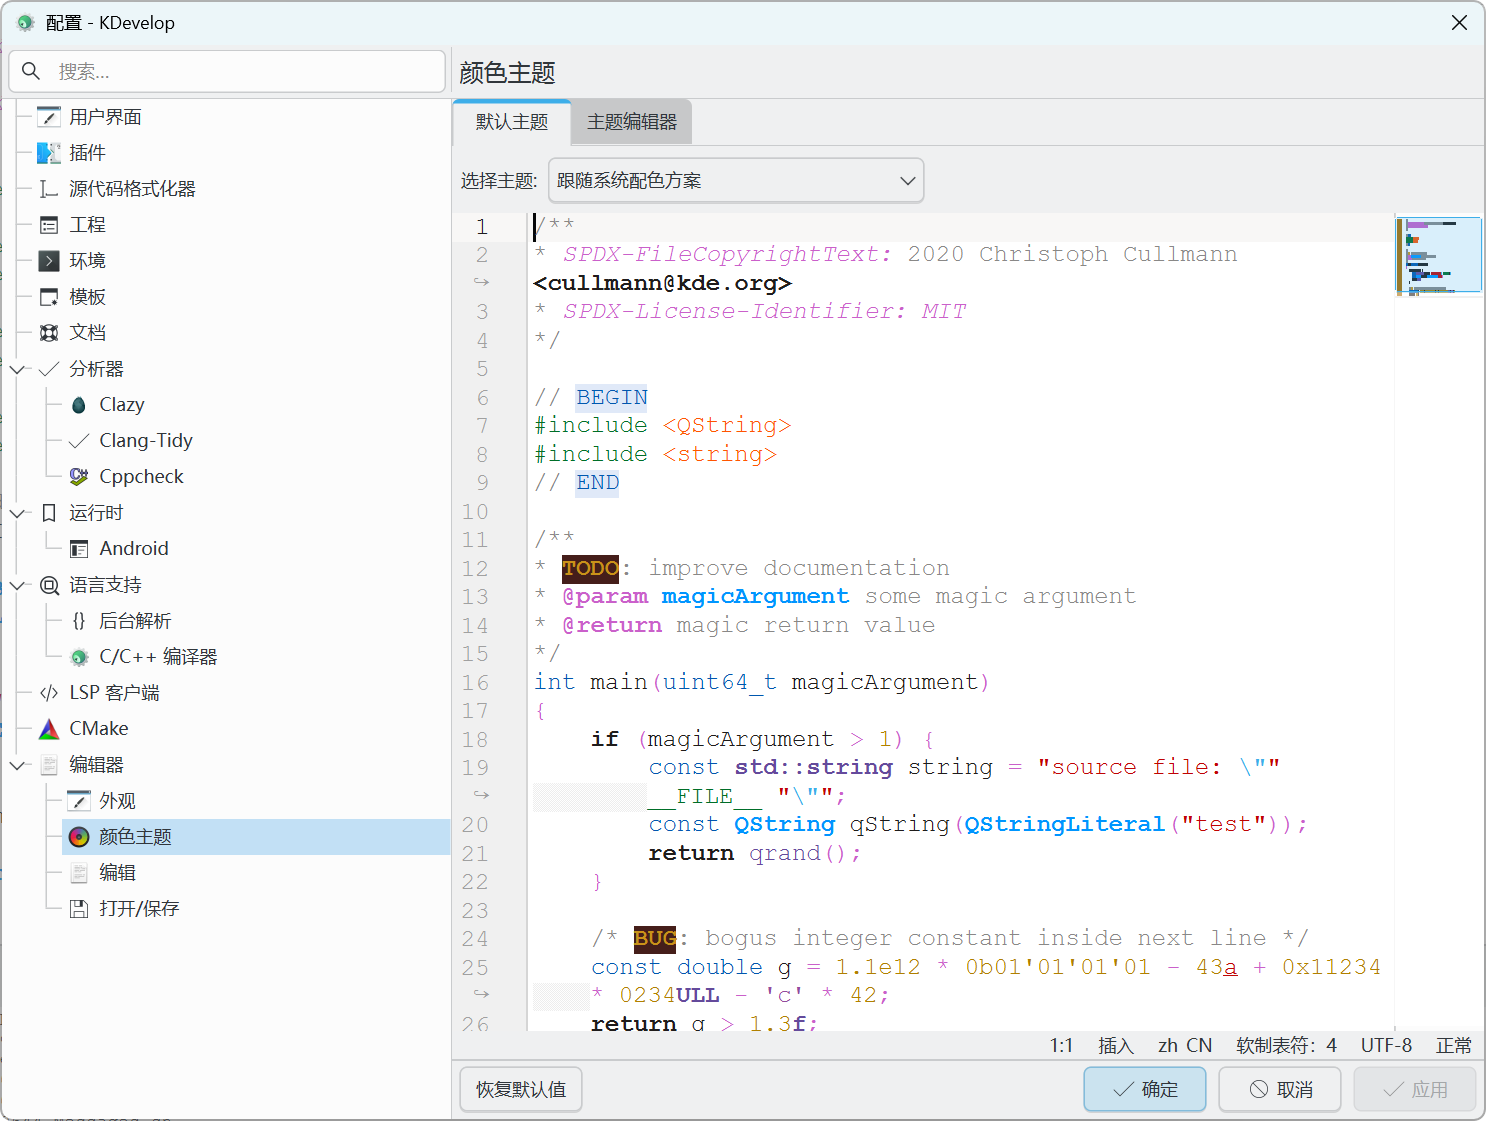 配置 - KDevelop
搜索...
用户界面
插件
源代码格式化器
工程
环境
模板
文档
分析器
Clazy
Clang-Tidy
Cppcheck
运行时
Android
语言支持
后台解析
C/C++ 编译器
LSP 客户端
CMake
编辑器
外观
颜色主题
编辑
打开/保存
颜色主题
默认主题 主题编辑器
选择主题: 跟随系统配色方案
1 /**
2 * SPDX-FileCopyrightText: 2020 Christoph Cullmann
<cullmann@kde.org>
3 * SPDX-License-Identifier: MIT
4 */
5
6 // BEGIN
7 #include <QString>
8 #include <string>
9 // END
10
11 /**
12 * TODO: improve documentation
13 * @param magicArgument some magic argument
14 * @return magic return value
15 */
16 int main(uint64_t magicArgument)
17 {
18 if (magicArgument > 1) {
19 const std::string string = "source file: \""
__FILE__ "\"";
20 const QString qString(QStringLiteral("test"));
21 return qrand();
22 }
23
24 /* BUG: bogus integer constant inside next line */
25 const double g = 1.1e12 * 0b01'01'01'01 - 43a + 0x11234
* 0234ULL - 'c' * 42;
26 return g > 1.3f;
1:1 插入 zh CN 软制表符: 4 UTF-8 正常
恢复默认值 确定 取消 应用